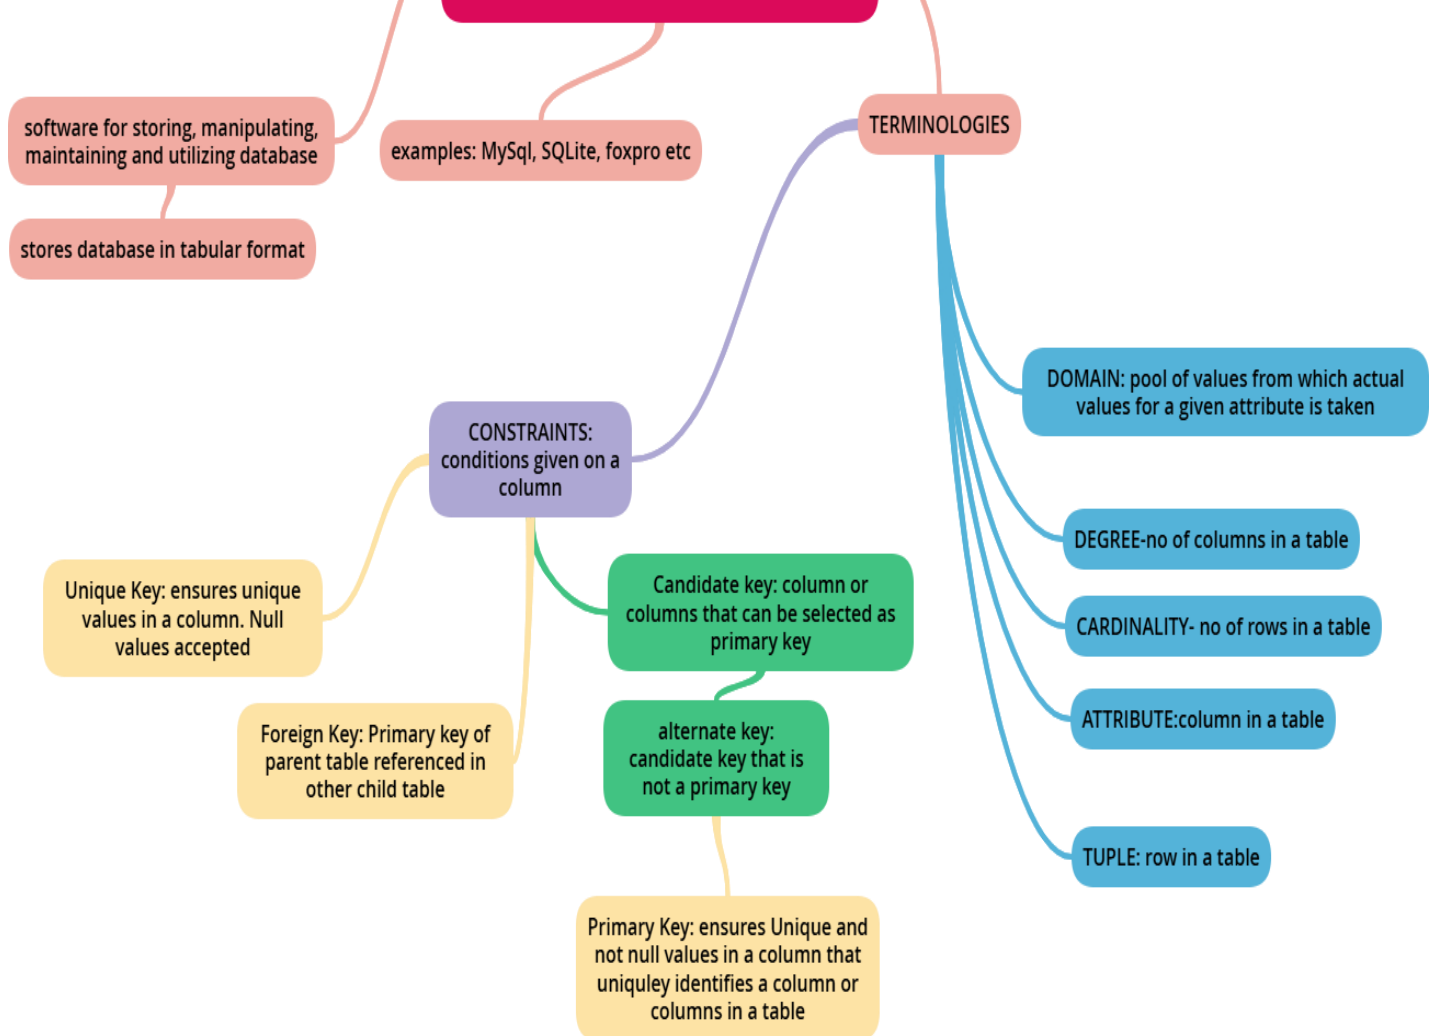 software for storing, manipulating,
maintaining and utilizing database
stores database in tabular format
examples: MySql, SQLite, foxpro etc
TERMINOLOGIES
CONSTRAINTS:
conditions given on a
column
Unique Key: ensures unique
values in a column. Null
values accepted
Foreign Key: Primary key of
parent table referenced in
other child table
Candidate key: column or
columns that can be selected as
primary key
alternate key:
candidate key that is
not a primary key
Primary Key: ensures Unique and
not null values in a column that
uniquley identifies a column or
columns in a table
DOMAIN: pool of values from which actual
values for a given attribute is taken
DEGREE-no of columns in a table
CARDINALITY- no of rows in a table
ATTRIBUTE:column in a table
TUPLE: row in a table